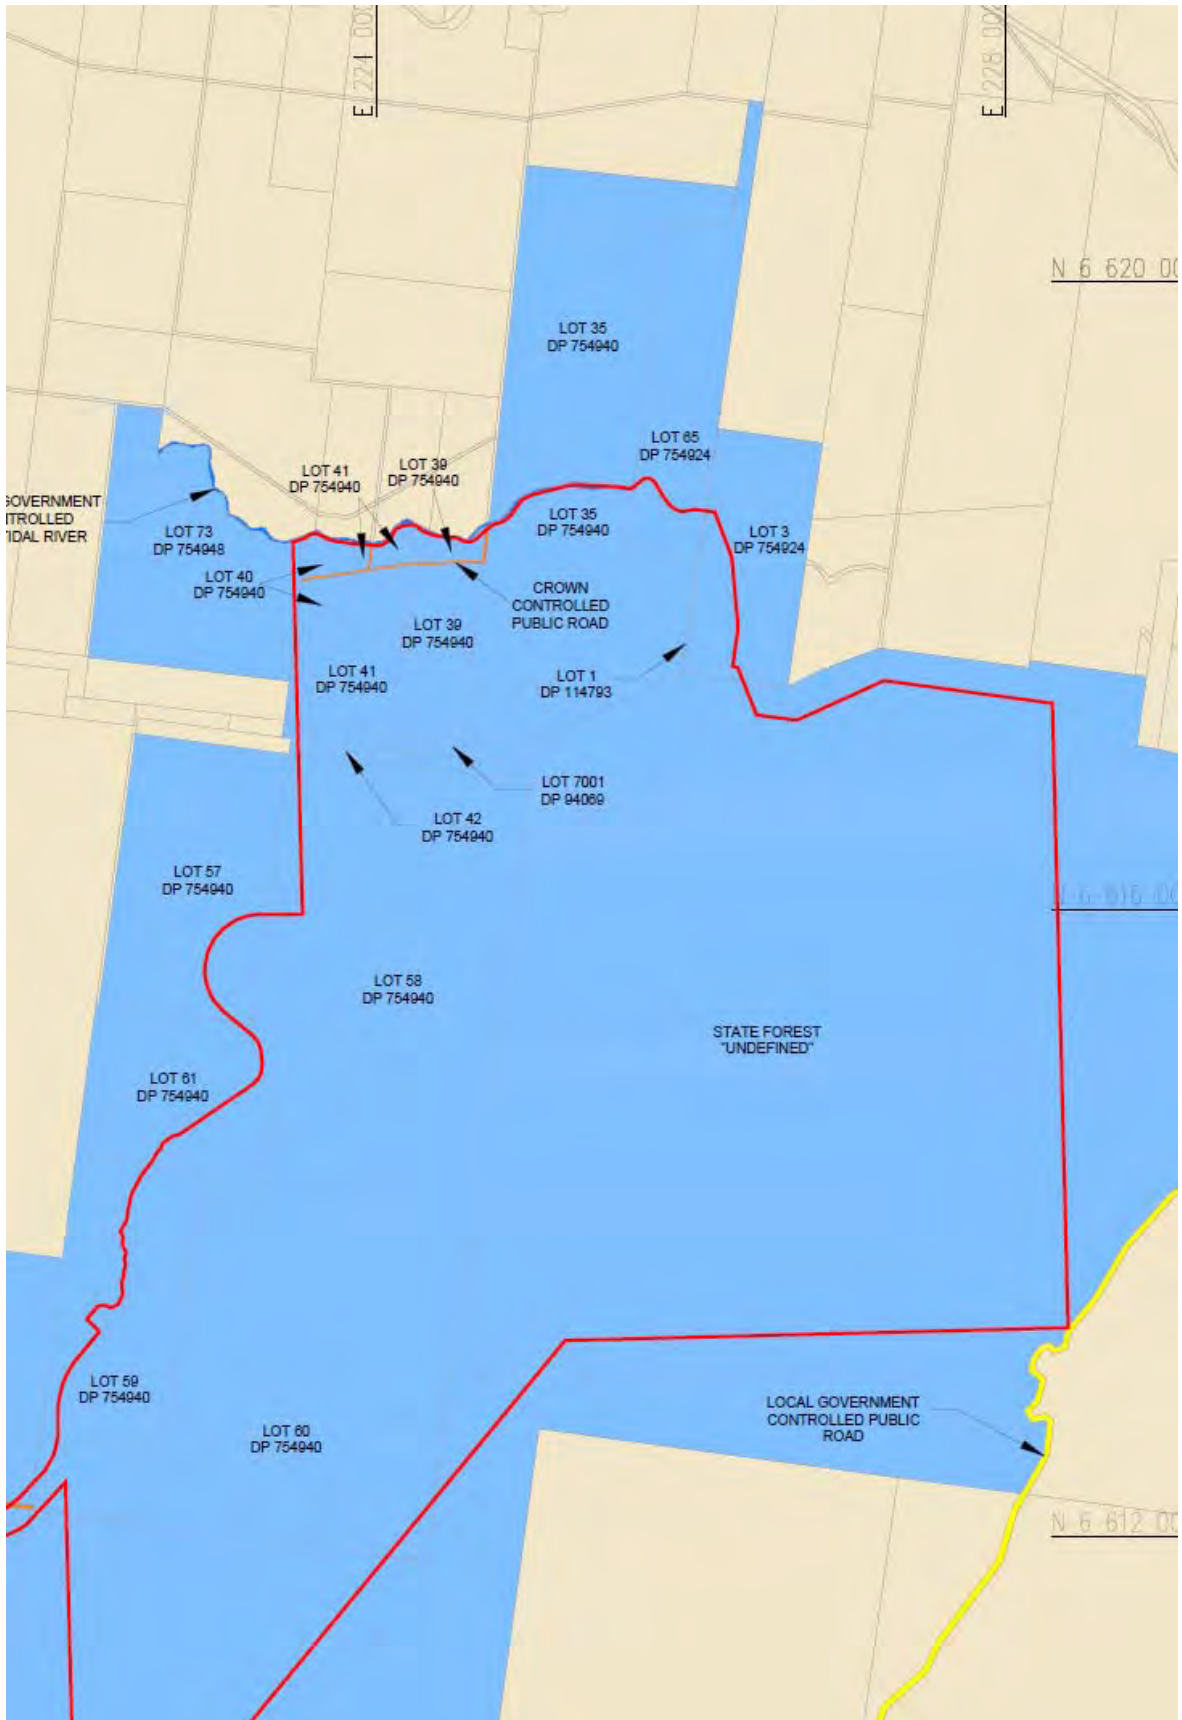 E 224 00
E 228 00
N 6 620 00
LOT 35
DP 754940
LOT 65
DP 754924
LOT 41
DP 754940
LOT 39
DP 754940
GOVERNMENT
TROLLED
IDAL RIVER
LOT 73
DP 754948
LOT 35
DP 754940
LOT 3
DP 754924
LOT 40
DP 754940
CROWN
CONTROLLED
PUBLIC ROAD
LOT 39
DP 754940
LOT 41
DP 754940
LOT 1
DP 114793
LOT 7001
DP 94069
LOT 42
DP 754940
LOT 57
DP 754940
N 6 616 00
LOT 58
DP 754940
STATE FOREST
"UNDEFINED"
LOT 61
DP 754940
LOT 59
DP 754940
LOT 60
DP 754940
LOCAL GOVERNMENT
CONTROLLED PUBLIC
ROAD
N 6 612 00